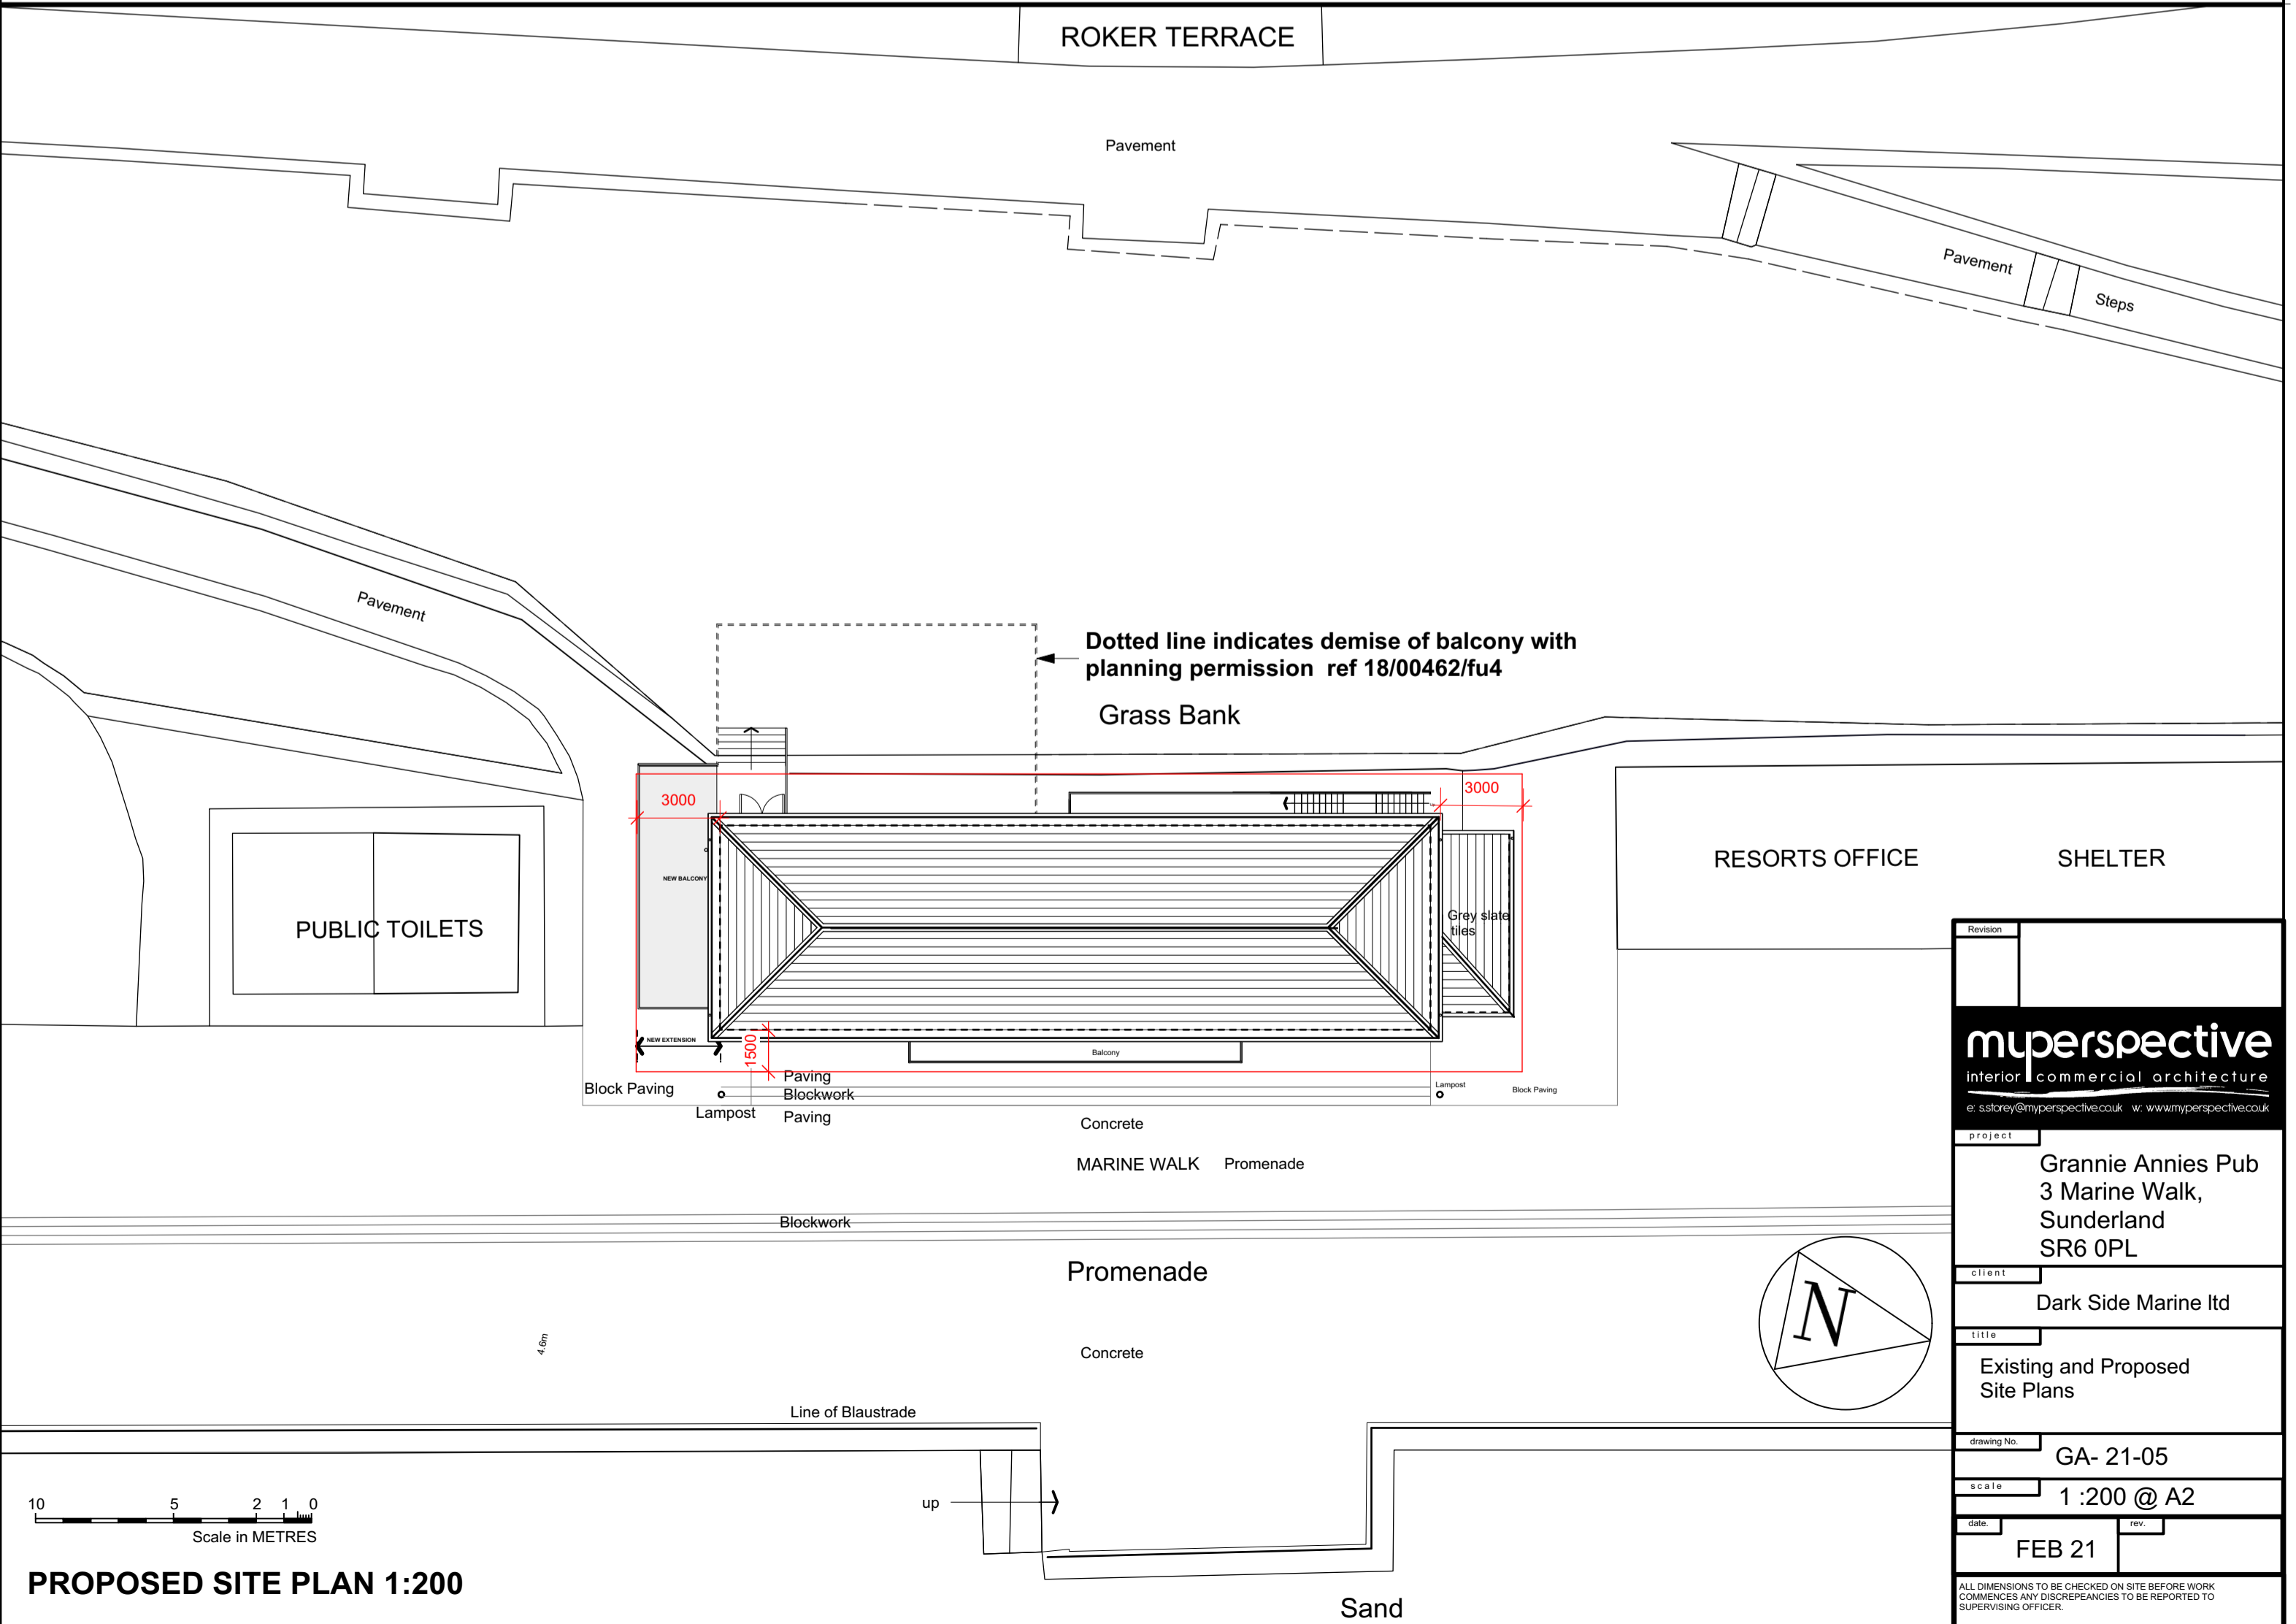 ROKER TERRACE
Pavement
Pavement
Steps
Pavement
Dotted line indicates demise of balcony with
planning permission ref 18/00462/fu4
Grass Bank
3000
3000
NEW BALCONY
RESORTS OFFICE
SHELTER
PUBLIC TOILETS
Grey slate
tiles
NEW EXTENSION
1500
Balcony
Block Paving
Paving
Blockwork
Paving
Lampost
Lampost
Block Paving
Concrete
MARINE WALK
Promenade
Blockwork
Promenade
N
4.6m
Concrete
Line of Blaustrade
up
10 5 2 1 0
Scale in METRES
PROPOSED SITE PLAN 1:200
Sand
Revision
myperspective
interior commercial architecture
e: s.storey@myperspective.co.uk w: www.myperspective.co.uk
project
Grannie Annies Pub
3 Marine Walk,
Sunderland
SR6 0PL
client
Dark Side Marine ltd
title
Existing and Proposed
Site Plans
drawing No.
GA- 21-05
scale
1 :200 @ A2
date.
rev.
FEB 21
ALL DIMENSIONS TO BE CHECKED ON SITE BEFORE WORK
COMMENCES ANY DISCREPEANCIES TO BE REPORTED TO
SUPERVISING OFFICER.